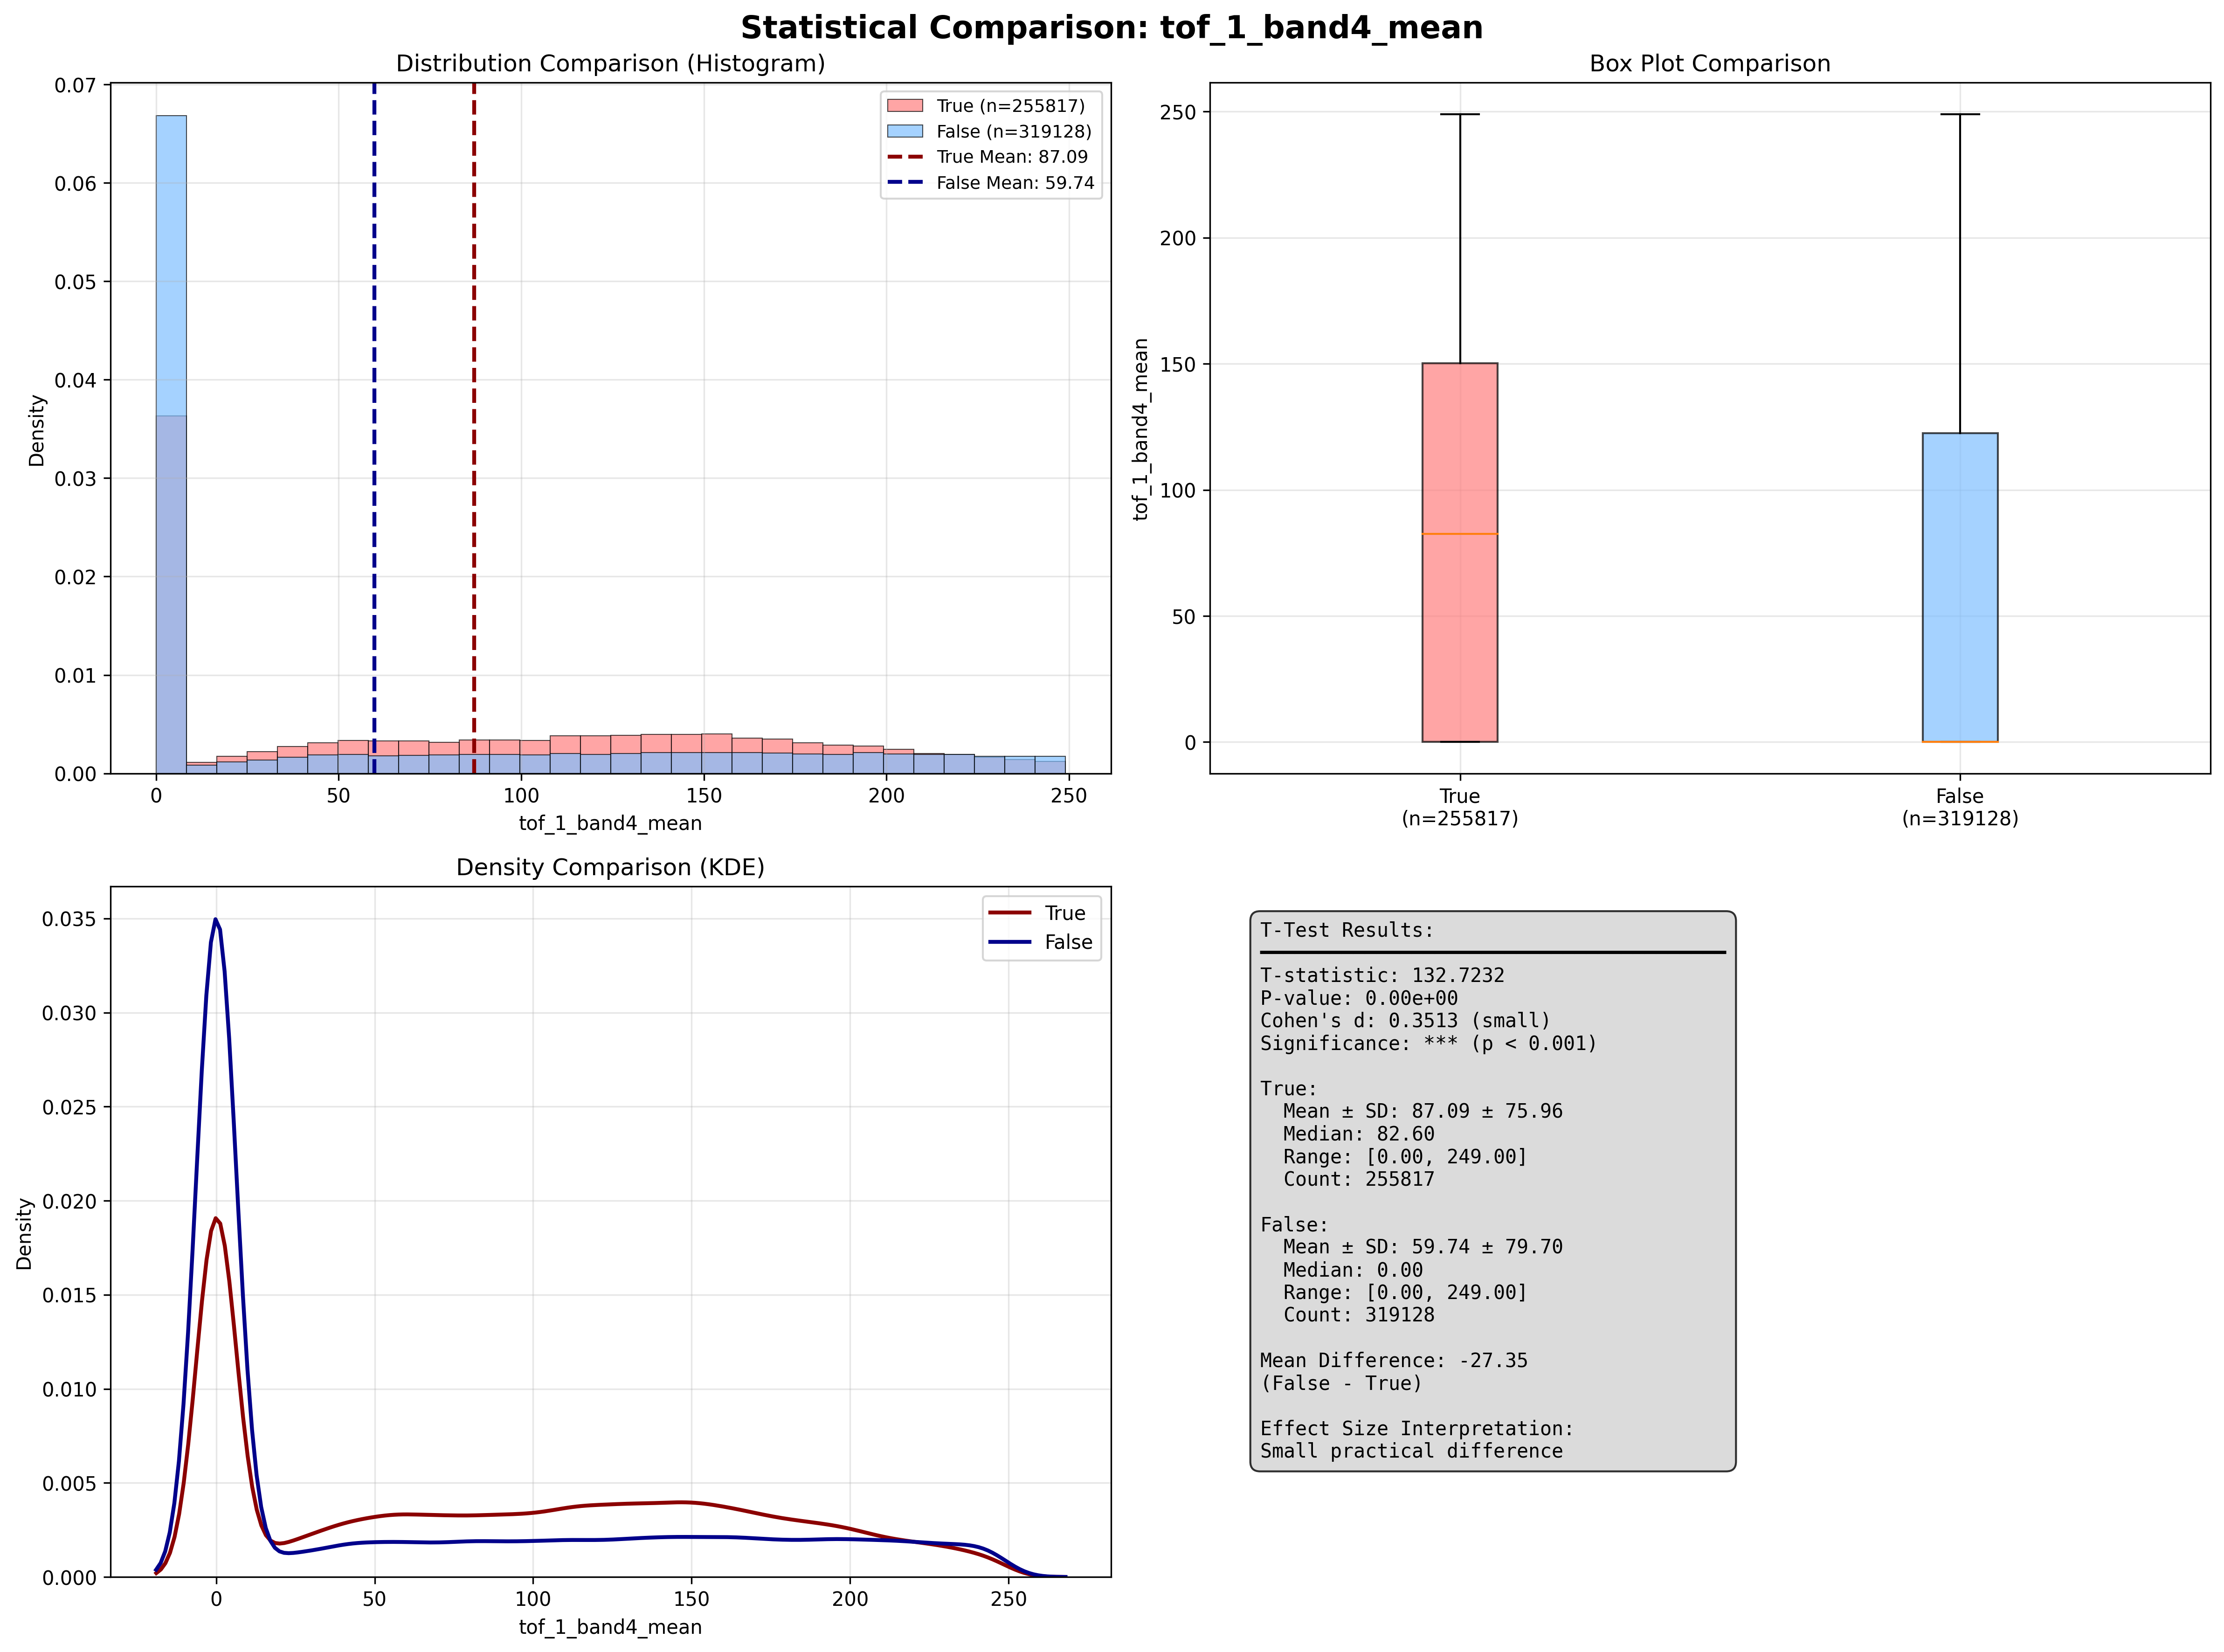 Statistical Comparison: tof_1_band4_mean
Distribution Comparison (Histogram)
Density
0.07
0.06
0.05
0.04
0.03
0.02
0.01
0.00
True (n=255817)
False (n=319128)
True Mean: 87.09
False Mean: 59.74
0 50 100 150 200 250
tof_1_band4_mean
Box Plot Comparison
tof_1_band4_mean
250
200
150
100
50
0
True
(n=255817)
False
(n=319128)
Density Comparison (KDE)
Density
0.035
0.030
0.025
0.020
0.015
0.010
0.005
0.000
True
False
0 50 100 150 200 250
tof_1_band4_mean
T-Test Results:
T-statistic: 132.7232
P-value: 0.00e+00
Cohen's d: 0.3513 (small)
Significance: *** (p < 0.001)
True:
Mean ± SD: 87.09 ± 75.96
Median: 82.60
Range: [0.00, 249.00]
Count: 255817
False:
Mean ± SD: 59.74 ± 79.70
Median: 0.00
Range: [0.00, 249.00]
Count: 319128
Mean Difference: -27.35
(False - True)
Effect Size Interpretation:
Small practical difference